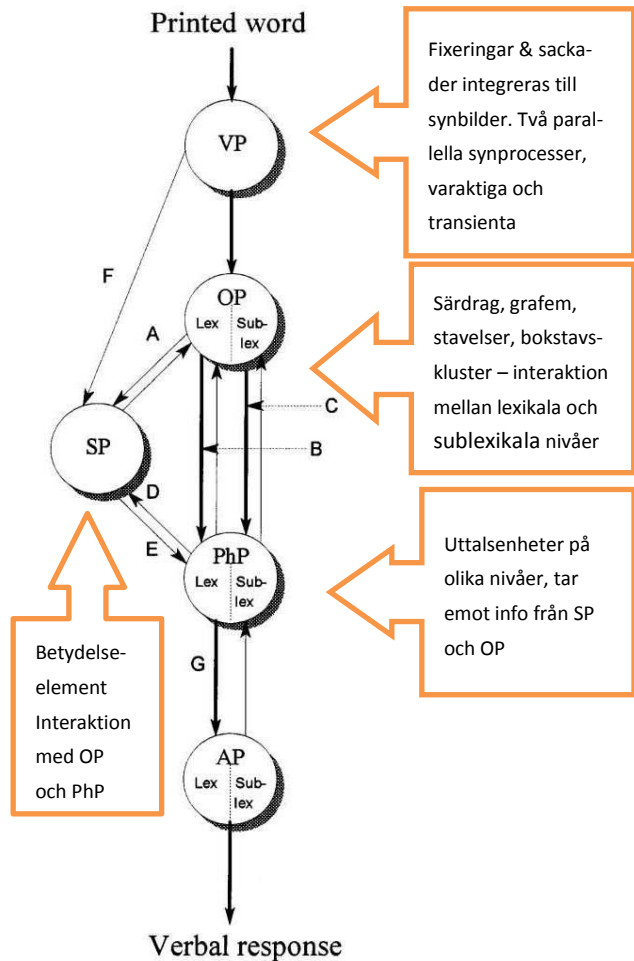 Printed word
Fixeringar & sacka-
der integreras till
synbilder. Två paral-
lella synprocesser,
varaktiga och
transienta
VP
F
OP
Lex Sub-
lex
A
Särdrag, grafem,
stavelser, bokstavs-
kluster – interaktion
mellan lexikala och
sublexikala nivåer
C
B
SP
D
E
PhP
Lex Sub-
lex
Uttalsenheter på
olika nivåer, tar
emot info från SP
och OP
Betydelse-
element
Interaktion
med OP
och PhP
G
AP
Lex Sub-
lex
Verbal response